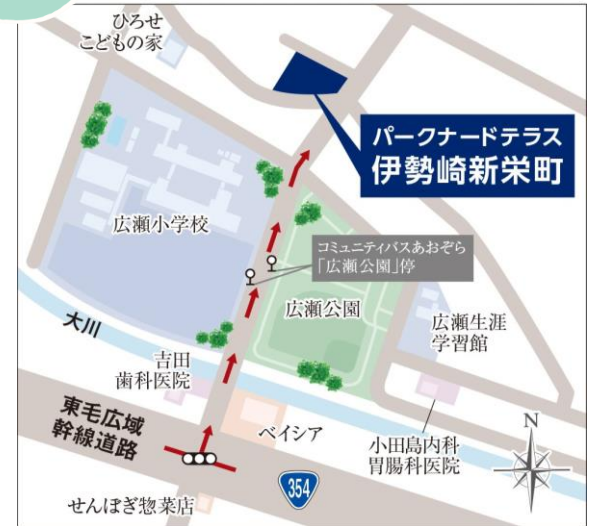 ひろせ
こどもの家
パークナードテラス
伊勢崎新栄町
広瀬小学校
コミュニティバスあおぞら
「広瀬公園」停
広瀬公園
広瀬生涯
学習館
大川
吉田
歯科医院
東毛広域
幹線道路
ベイシア
小田島内科
胃腸科医院
N
354
せんぼぎ惣菜店